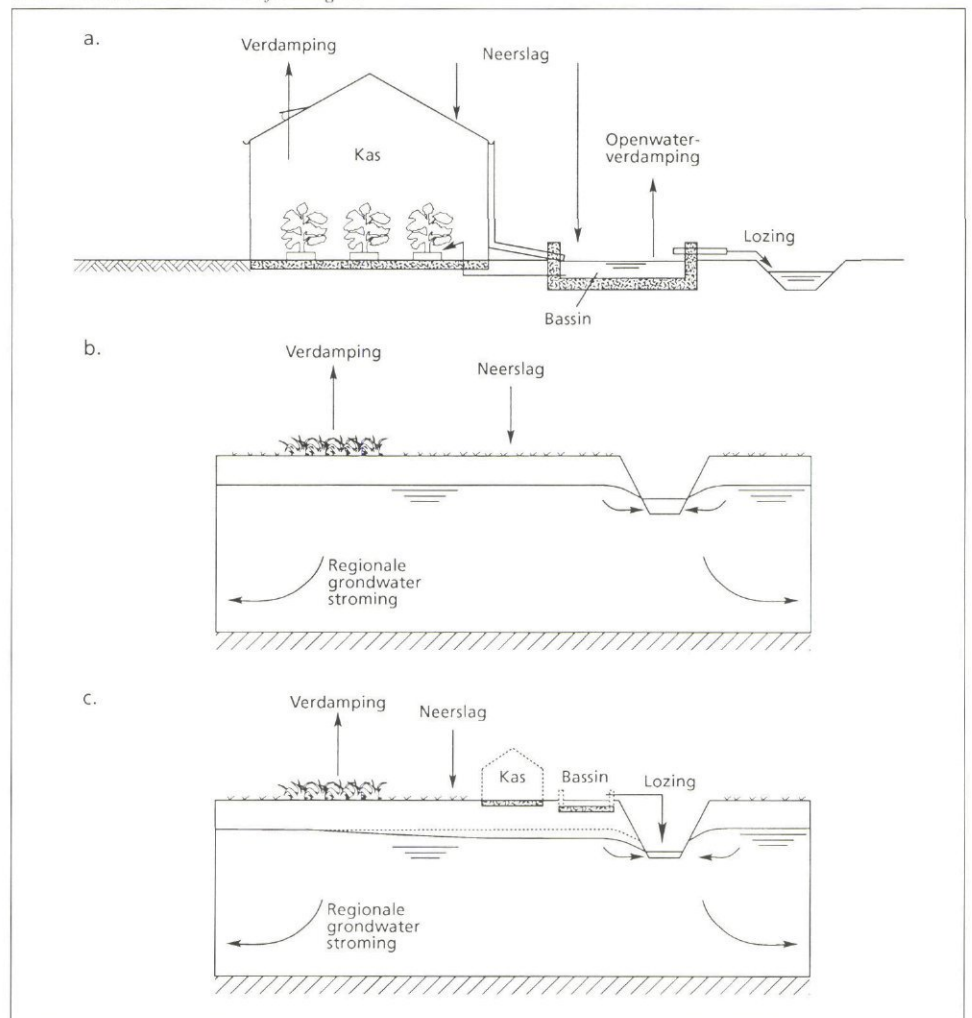 a.
Verdamping
Neerslag
Kas
Openwater-
verdamping
Lozing
Bassin
b.
Verdamping
Neerslag
Regionale
grondwater
stroming
c.
Verdamping
Neerslag
Kas
Bassin
Lozing
Regionale
grondwater
stroming